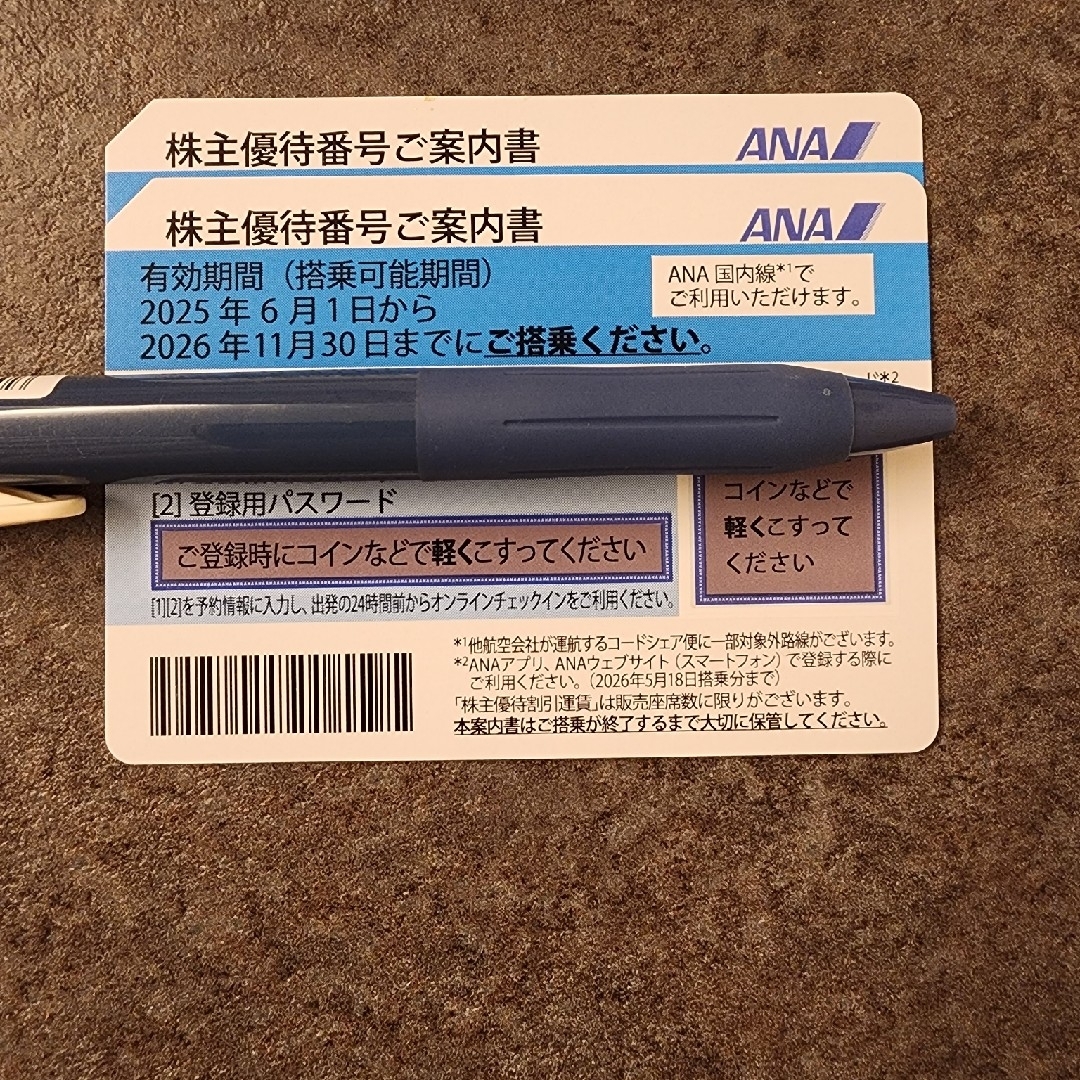 株主優待番号ご案内書
ANA
株主優待番号ご案内書
ANA
有効期間（搭乗可能期間）
2025年6月1日から
2026年11月30日までにご搭乗ください。
ANA 国内線*1で
ご利用いただけます。
ド*2
[2] 登録用パスワード
ご登録時にコインなどで軽くこすってください
コインなどで
軽くこすって
ください
[1][2]を予約情報に入力し、出発の24時間前からオンラインチェックインをご利用ください。
*1他航空会社が運航するコードシェア便に一部対象外路線がございます。
*2ANAアプリ、ANAウェブサイト（スマートフォン）で登録する際に
ご利用ください。（2026年5月18日搭乗分まで）
「株主優待割引運賃」は販売座席数に限りがございます。
本案内書はご搭乗が終了するまで大切に保管してください。